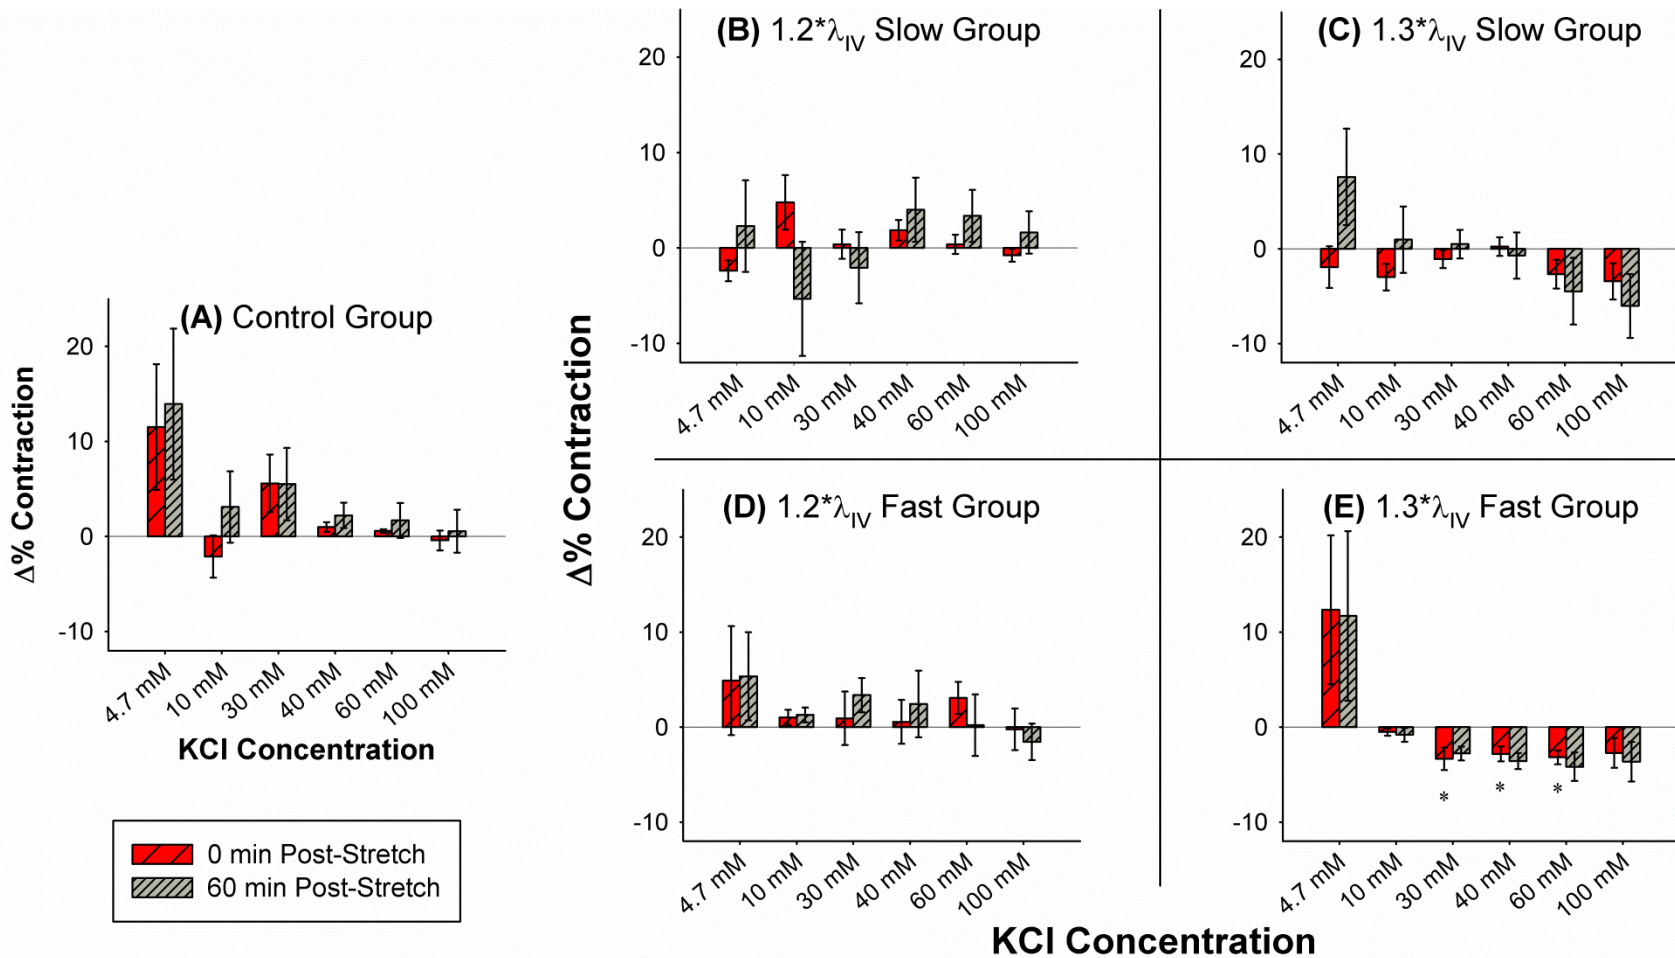 (A) Control Group
Δ% Contraction
20
10
0
-10
4.7 mM
10 mM
30 mM
40 mM
60 mM
100 mM
KCl Concentration
0 min Post-Stretch
60 min Post-Stretch
Δ% Contraction
(B) 1.2*λIV Slow Group
20
10
0
-10
4.7 mM
10 mM
30 mM
40 mM
60 mM
100 mM
(C) 1.3*λIV Slow Group
20
10
0
-10
4.7 mM
10 mM
30 mM
40 mM
60 mM
100 mM
(D) 1.2*λIV Fast Group
20
10
0
-10
4.7 mM
10 mM
30 mM
40 mM
60 mM
100 mM
(E) 1.3*λIV Fast Group
20
10
0
-10
* * *
4.7 mM
10 mM
30 mM
40 mM
60 mM
100 mM
KCl Concentration